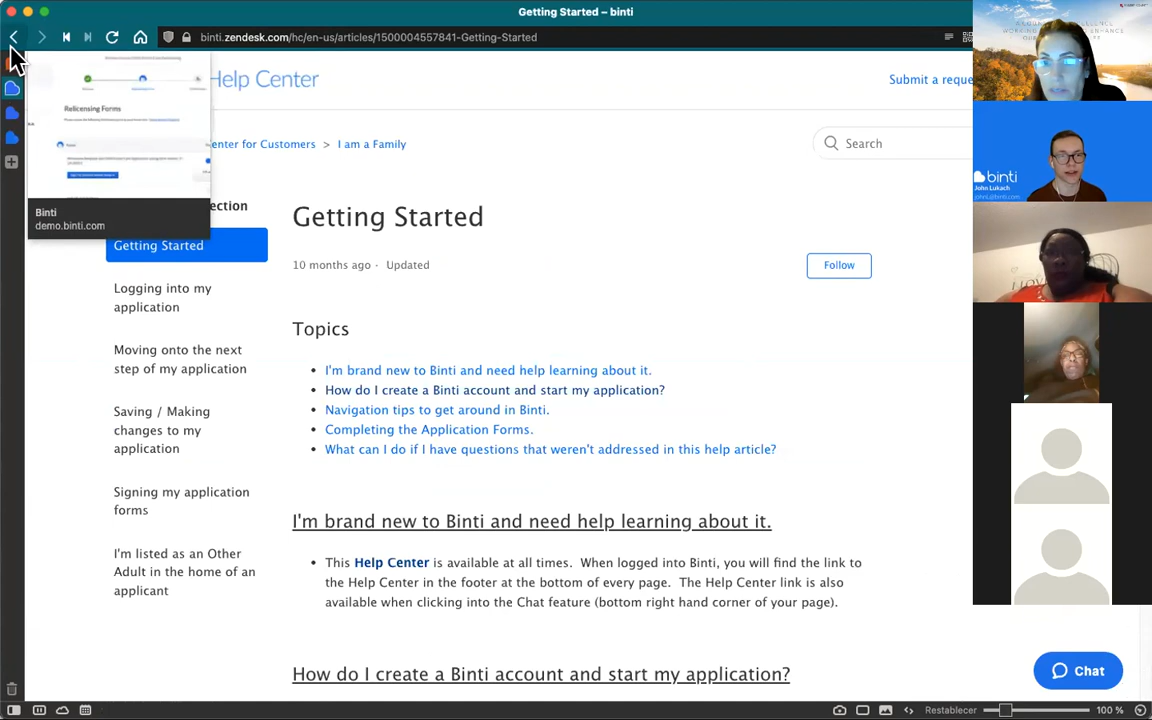 Getting Started – binti
binti.zendesk.com/hc/en-us/articles/1500004557841-Getting-Started
Help Center
Submit a reque
enter for Customers > I am a Family
Search
Relicensing Forms
Binti
demo.binti.com
ection
Getting Started
Logging into my
application
Moving onto the next
step of my application
Saving / Making
changes to my
application
Signing my application
forms
I'm listed as an Other
Adult in the home of an
applicant
Getting Started
10 months ago · Updated
Follow
Topics
• I'm brand new to Binti and need help learning about it.
• How do I create a Binti account and start my application?
• Navigation tips to get around in Binti.
• Completing the Application Forms.
• What can I do if I have questions that weren't addressed in this help article?
I'm brand new to Binti and need help learning about it.
• This Help Center is available at all times. When logged into Binti, you will find the link to
the Help Center in the footer at the bottom of every page. The Help Center link is also
available when clicking into the Chat feature (bottom right hand corner of your page).
How do I create a Binti account and start my application?
Chat
Restablecer
100 %
binti
John Lukach
johnL@binti.com